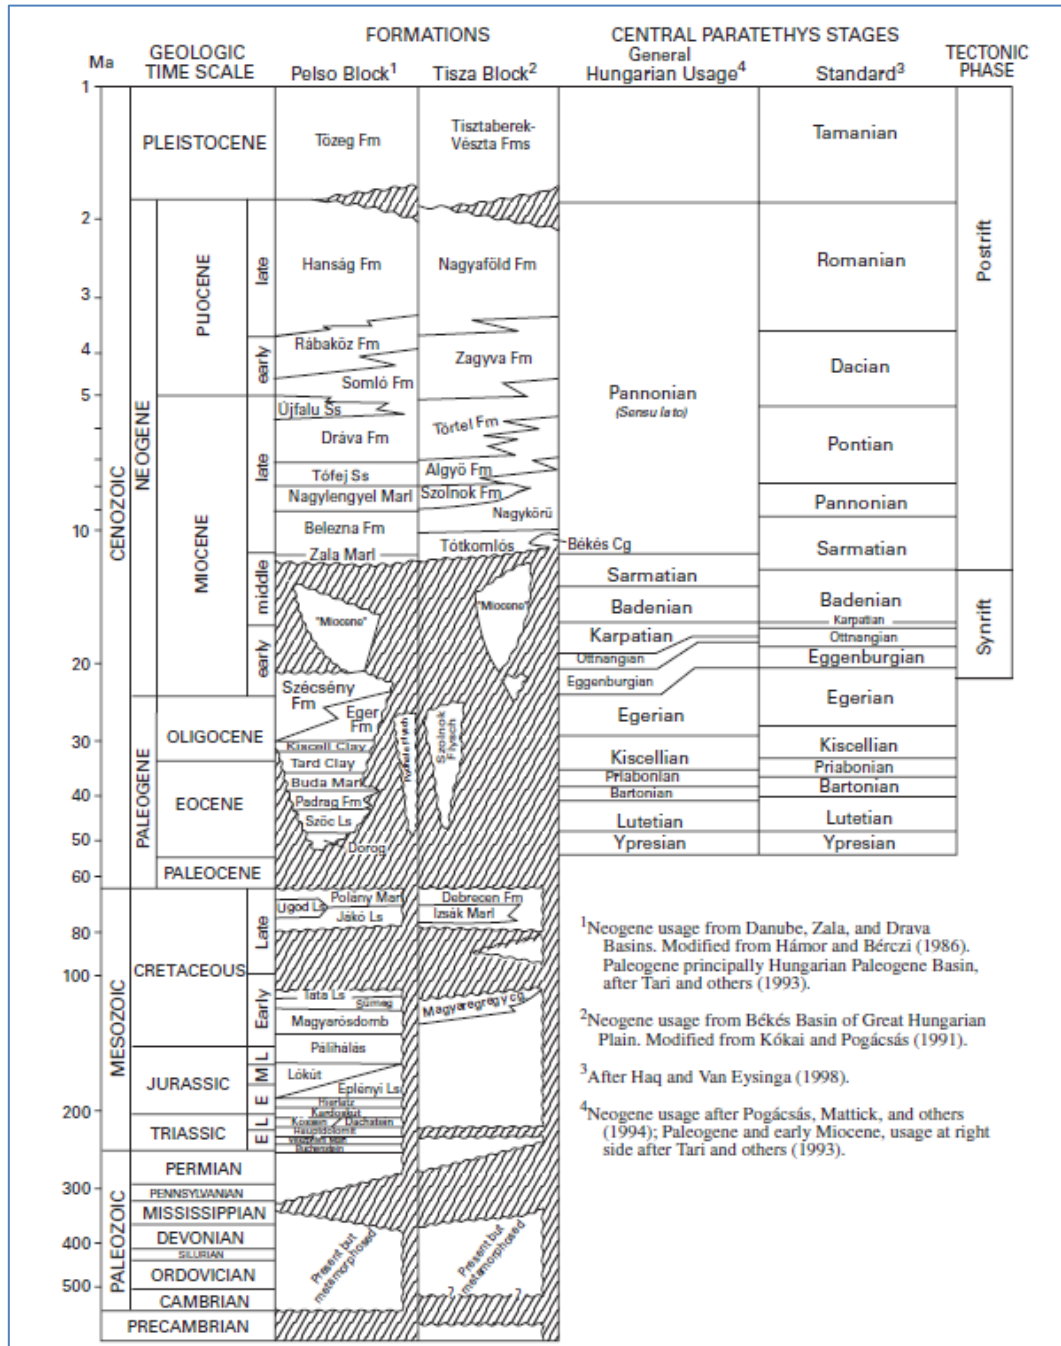 FORMATIONS
CENTRAL PARATETHYS STAGES
Ma
GEOLOGIC
TIME SCALE
Pelso Block1
Tisza Block2
General
Hungarian Usage4
Standard3
TECTONIC
PHASE
1
2
3
4
5
10
20
30
40
50
60
80
100
200
300
400
500
CENOZOIC
MESOZOIC
PALEOZOIC
NEOGENE
PALEOGENE
PLEISTOCENE
PLIOCENE
late
early
MIOCENE
late
middle
early
OLIGOCENE
EOCENE
PALEOCENE
CRETACEOUS
Late
Early
JURASSIC
L
M
E
TRIASSIC
L
E
PERMIAN
PENNSYLVANIAN
MISSISSIPPIAN
DEVONIAN
SILURIAN
ORDOVICIAN
CAMBRIAN
PRECAMBRIAN
Tözeg Fm
Hanság Fm
Rábaköz Fm
Somló Fm
Újfalu Ss
Dráva Fm
Tófej Ss
Nagylengyel Marl
Belezna Fm
Zala Marl
"Miocene"
Szécsény
Fm
Eger
Fm
Kiscell Clay
Tard Clay
Buda Marl
Padrag Fm
Szöc Ls
Dorog
Flysch
Polány Marl
Ugod Ls
Jákó Ls
Tata Ls
Sümeg
Magyarósdomb
Pálihálás
Lókút
Eplényi Ls
Hierlatz
Kardosrét
Kössen
Dachstein
Hauptdolomit
Buchenstein
Present but
metamorphosed
Tisztaberek-
Vészta Fms
Nagyaföld Fm
Zagyva Fm
Törtel Fm
Algyö Fm
Szolnok Fm
Nagykörü
Tótkomlós
Békés Cg
"Miocene"
Szolnok
Flysch
Debrecen Fm
Izsák Marl
Magyaregregy cg
Present but
metamorphosed
? ?
Pannonian
(Sensu lato)
Sarmatian
Badenian
Karpatian
Ottnangian
Eggenburgian
Egerian
Kiscellian
Priabonian
Bartonian
Lutetian
Ypresian
Tamanian
Romanian
Dacian
Pontian
Pannonian
Sarmatian
Badenian
Karpatian
Ottnangian
Eggenburgian
Egerian
Kiscellian
Priabonian
Bartonian
Lutetian
Ypresian
Postrift
Synrift
1Neogene usage from Danube, Zala, and Drava
Basins. Modified from Hámor and Bérczi (1986).
Paleogene principally Hungarian Paleogene Basin,
after Tari and others (1993).
2Neogene usage from Békés Basin of Great Hungarian
Plain. Modified from Kókai and Pogácsás (1991).
3After Haq and Van Eysinga (1998).
4Neogene usage after Pogácsás, Mattick, and others
(1994); Paleogene and early Miocene, usage at right
side after Tari and others (1993).